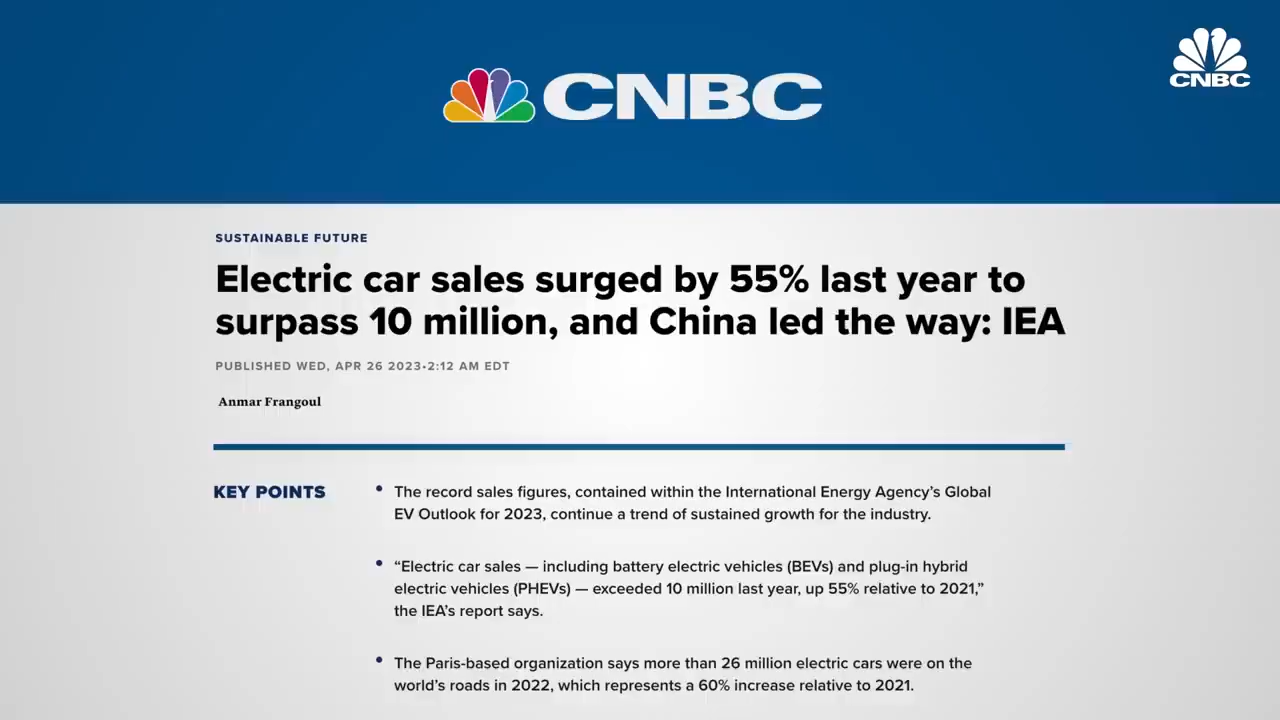 CNBC
CNBC
SUSTAINABLE FUTURE
Electric car sales surged by 55% last year to
surpass 10 million, and China led the way: IEA
PUBLISHED WED, APR 26 2023•2:12 AM EDT
Anmar Frangoul
KEY POINTS
• The record sales figures, contained within the International Energy Agency’s Global
EV Outlook for 2023, continue a trend of sustained growth for the industry.
• “Electric car sales — including battery electric vehicles (BEVs) and plug-in hybrid
electric vehicles (PHEVs) — exceeded 10 million last year, up 55% relative to 2021,”
the IEA’s report says.
• The Paris-based organization says more than 26 million electric cars were on the
world’s roads in 2022, which represents a 60% increase relative to 2021.